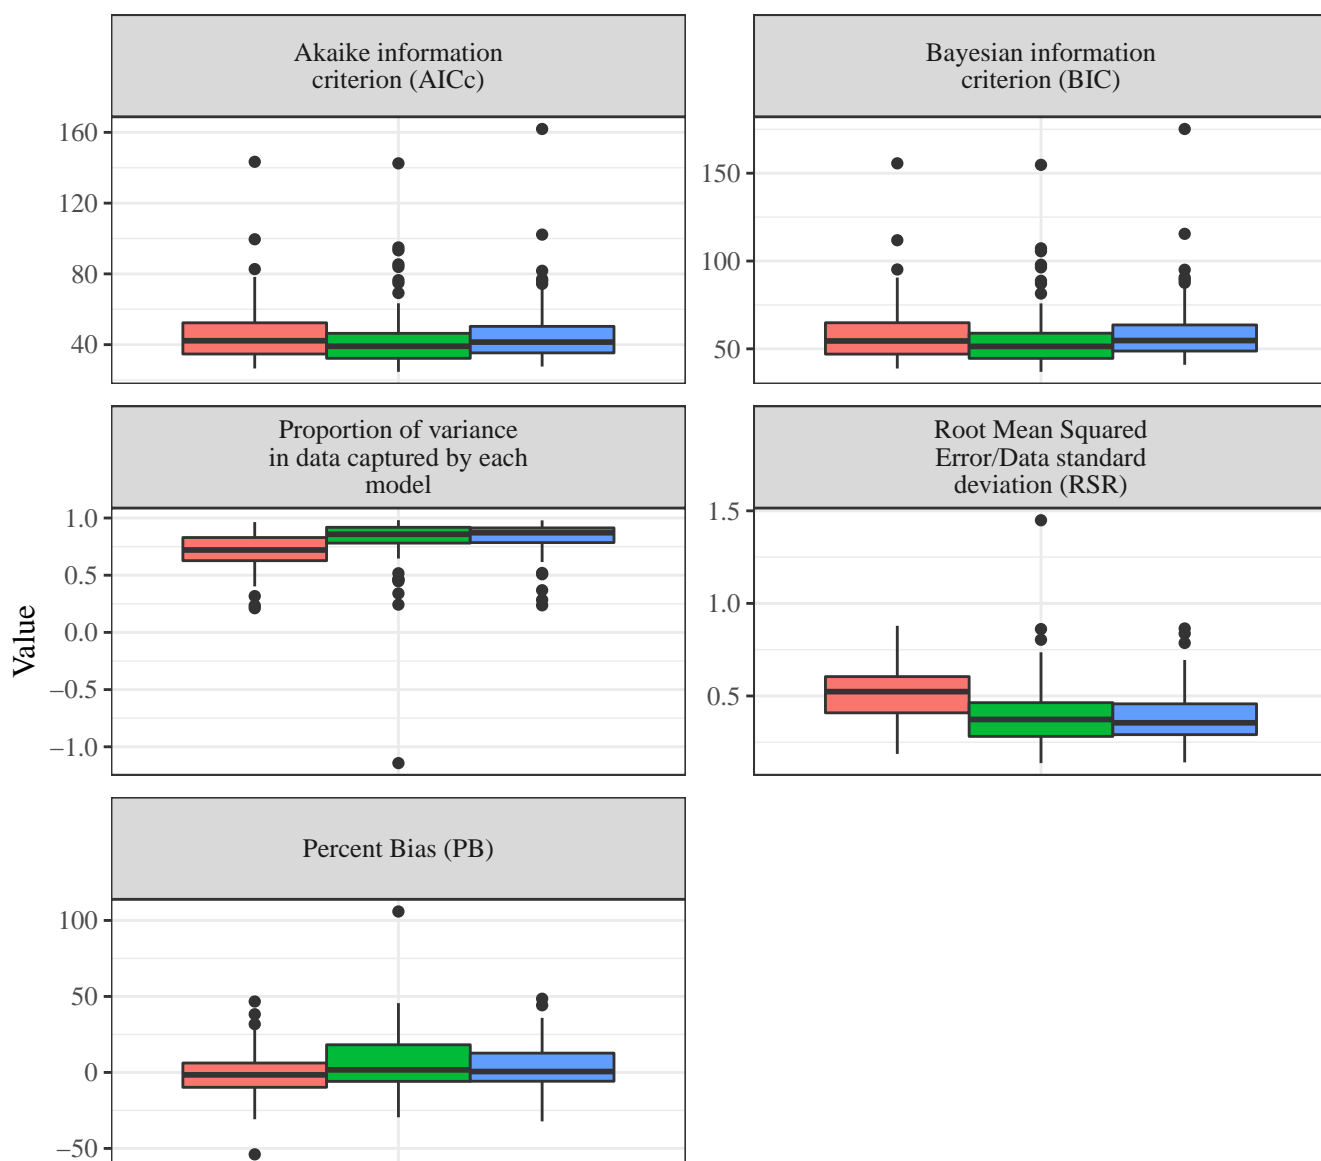 Akaike information
criterion (AICc)
Bayesian information
criterion (BIC)
160
120
80
40
150
100
50
Proportion of variance
in data captured by each
model
Root Mean Squared
Error/Data standard
deviation (RSR)
1.0
0.5
0.0
−0.5
−1.0
1.5
1.0
0.5
Value
Percent Bias (PB)
100
50
0
−50